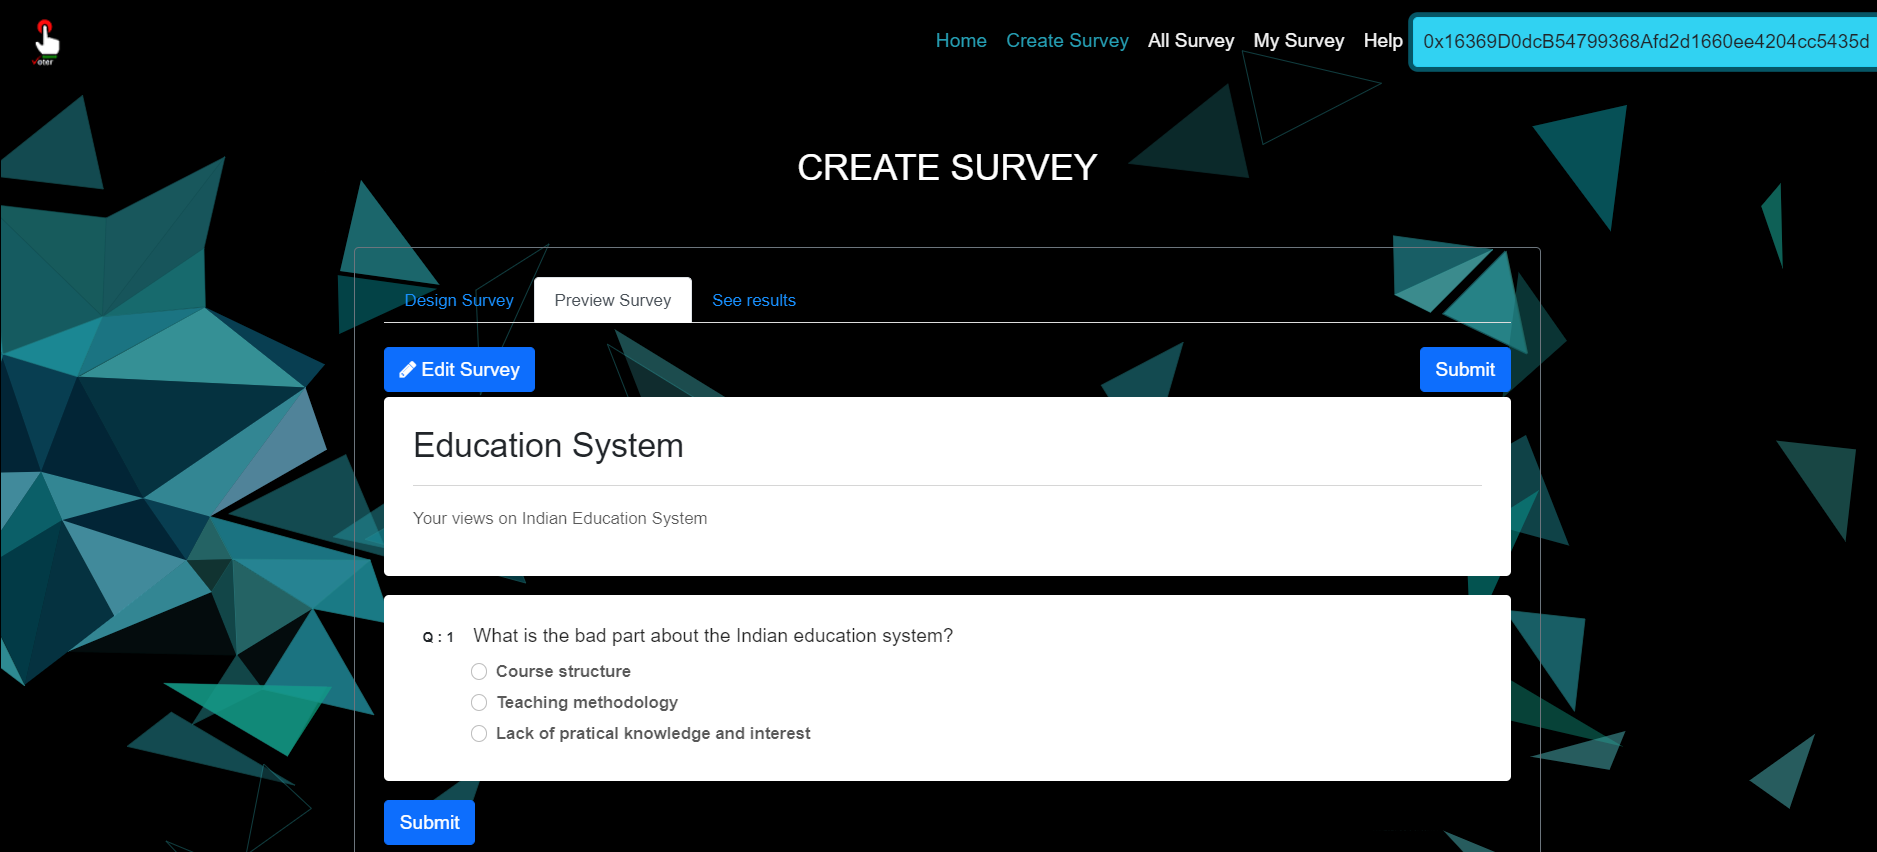 Voter
Home Create Survey All Survey My Survey Help 0x16369D0dcB54799368Afd2d1660ee4204cc5435d
CREATE SURVEY
Design Survey Preview Survey See results
Edit Survey Submit
Education System
Your views on Indian Education System
Q : 1 What is the bad part about the Indian education system?
Course structure
Teaching methodology
Lack of pratical knowledge and interest
Submit